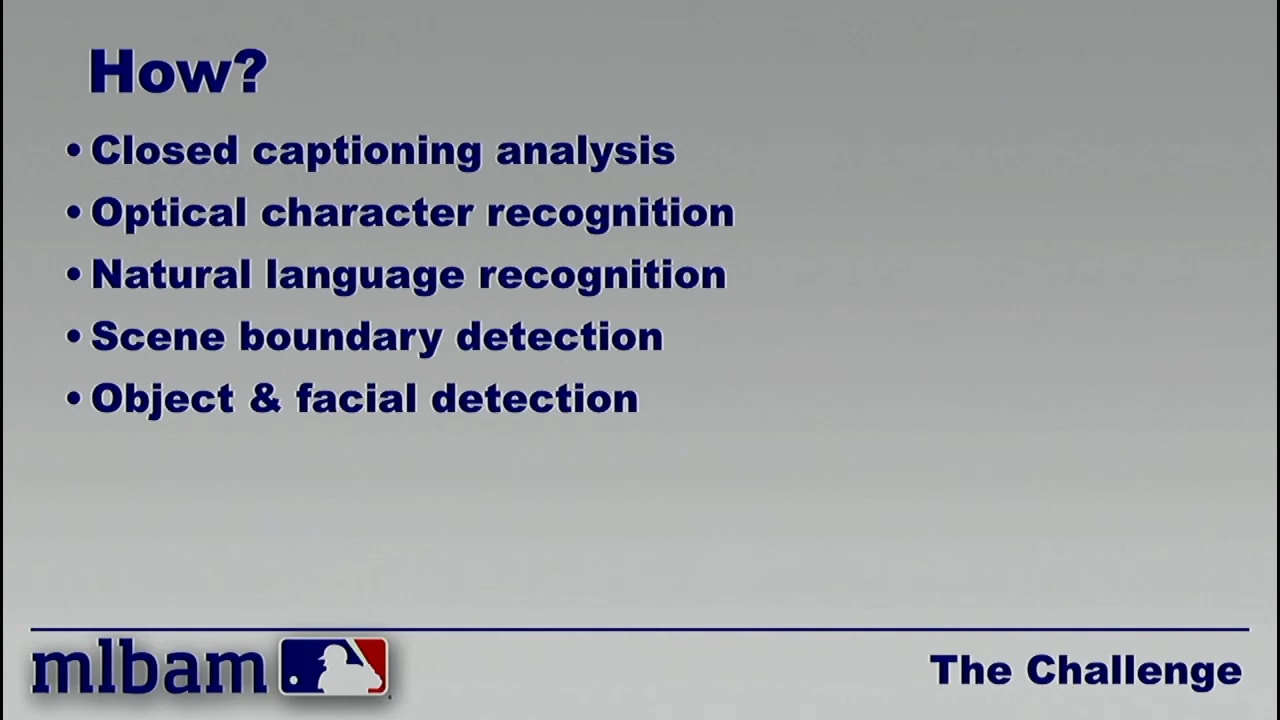 How?
• Closed captioning analysis
• Optical character recognition
• Natural language recognition
• Scene boundary detection
• Object & facial detection
mlbam
The Challenge